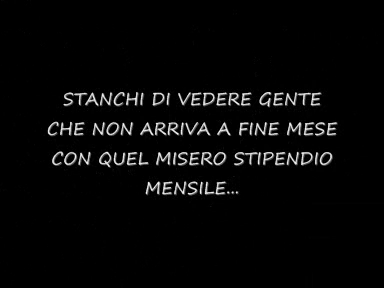 STANCHI DI VEDERE GENTE
CHE NON ARRIVA A FINE MESE
CON QUEL MISERO STIPENDIO
MENSILE...